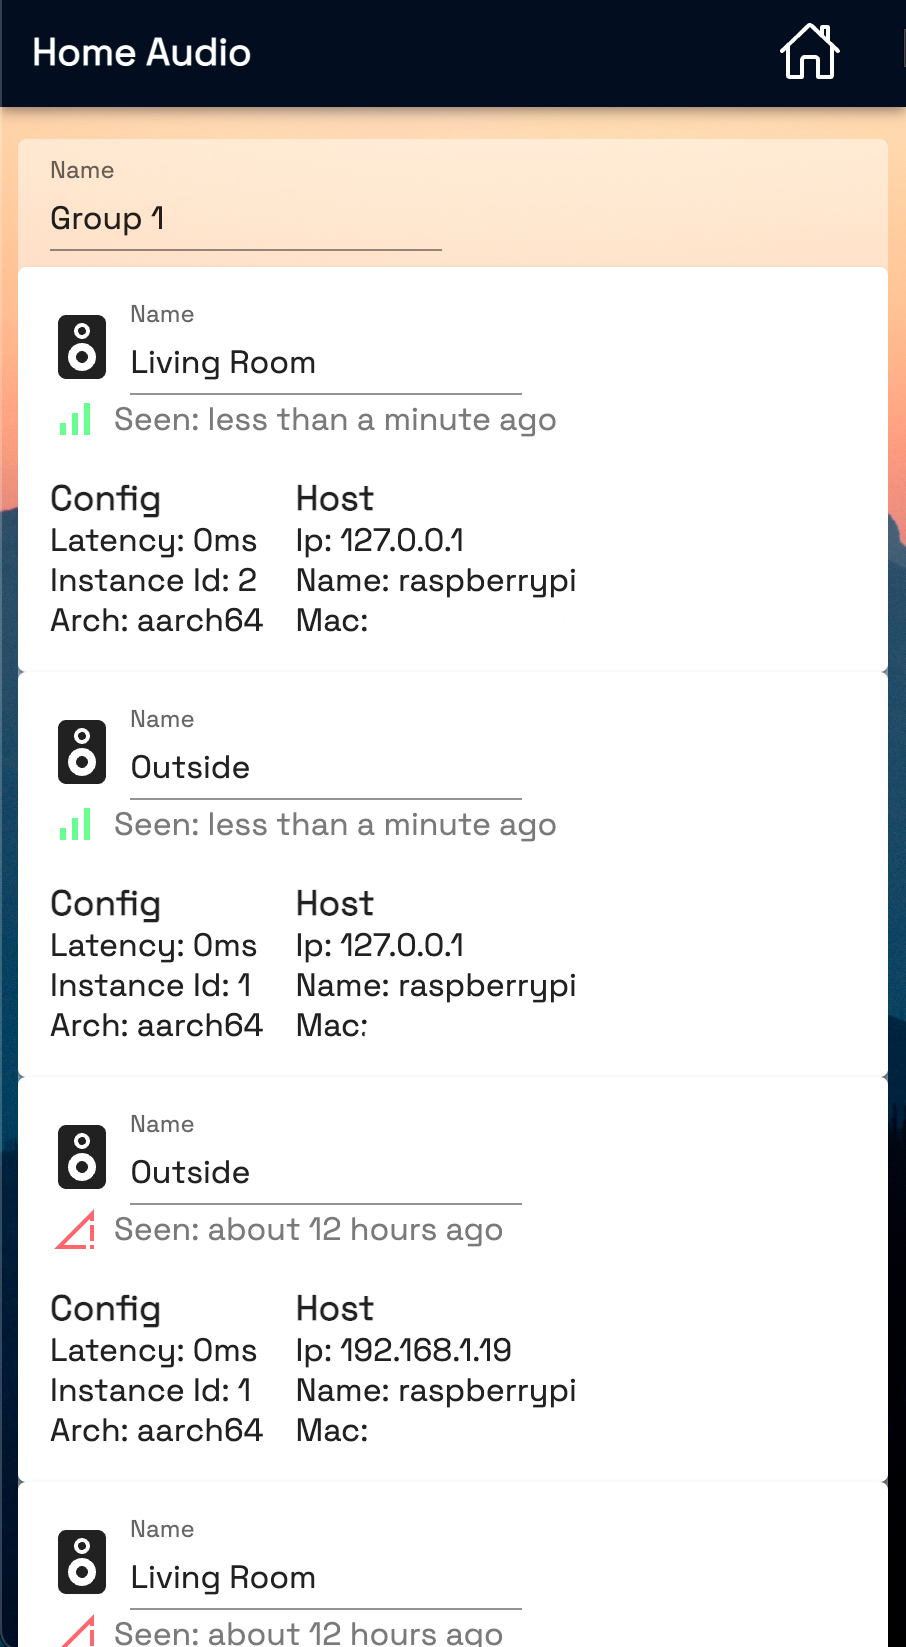 Home Audio
Name
Group 1
Name
Living Room
Seen: less than a minute ago
Config
Host
Latency: 0ms
Ip: 127.0.0.1
Instance Id: 2
Name: raspberrypi
Arch: aarch64
Mac:
Name
Outside
Seen: less than a minute ago
Config
Host
Latency: 0ms
Ip: 127.0.0.1
Instance Id: 1
Name: raspberrypi
Arch: aarch64
Mac:
Name
Outside
Seen: about 12 hours ago
Config
Host
Latency: 0ms
Ip: 192.168.1.19
Instance Id: 1
Name: raspberrypi
Arch: aarch64
Mac:
Name
Living Room
Seen: about 12 hours ago